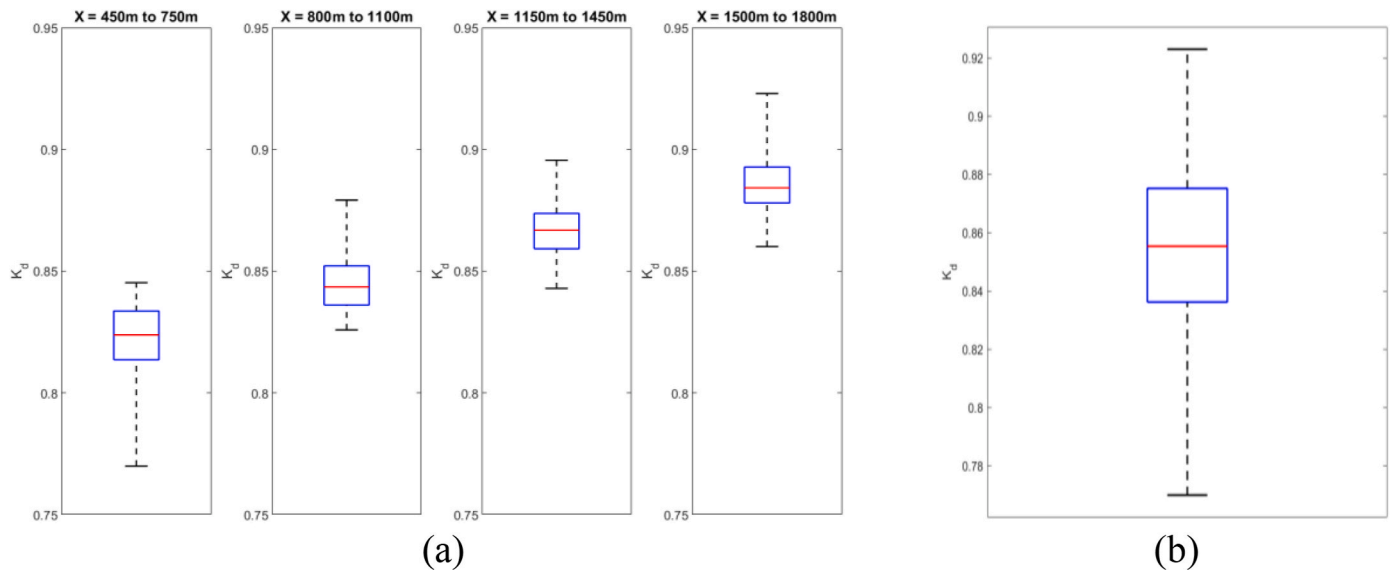 X = 450m to 750m
X = 800m to 1100m
X = 1150m to 1450m
X = 1500m to 1800m
0.95
0.9
0.85
0.8
0.75
K_d
0.95
0.9
0.85
0.8
0.75
K_d
0.95
0.9
0.85
0.8
0.75
K_d
0.95
0.9
0.85
0.8
0.75
K_d
(a)
0.92
0.9
0.88
0.86
0.84
0.82
0.8
0.78
K_d
(b)